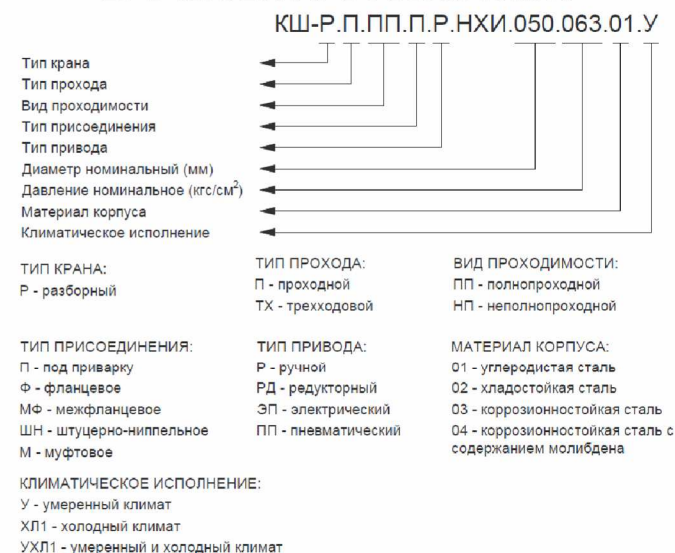 КШ-Р.П.ПП.П.Р.НХИ.050.063.01.У
Тип крана
Тип прохода
Вид проходимости
Тип присоединения
Тип привода
Диаметр номинальный (мм)
Давление номинальное (кгс/см²)
Материал корпуса
Климатическое исполнение
ТИП КРАНА:
Р - разборный
ТИП ПРОХОДА:
П - проходной
ТХ - трехходовой
ВИД ПРОХОДИМОСТИ:
ПП - полнопроходной
НП - неполнопроходной
ТИП ПРИСОЕДИНЕНИЯ:
П - под приварку
Ф - фланцевое
МФ - межфланцевое
ШН - штуцерно-ниппельное
М - муфтовое
ТИП ПРИВОДА:
Р - ручной
РД - редукторный
ЭП - электрический
ПП - пневматический
МАТЕРИАЛ КОРПУСА:
01 - углеродистая сталь
02 - хладостойкая сталь
03 - коррозионностойкая сталь
04 - коррозионностойкая сталь с
содержанием молибдена
КЛИМАТИЧЕСКОЕ ИСПОЛНЕНИЕ:
У - умеренный климат
ХЛ1 - холодный климат
УХЛ1 - умеренный и холодный климат